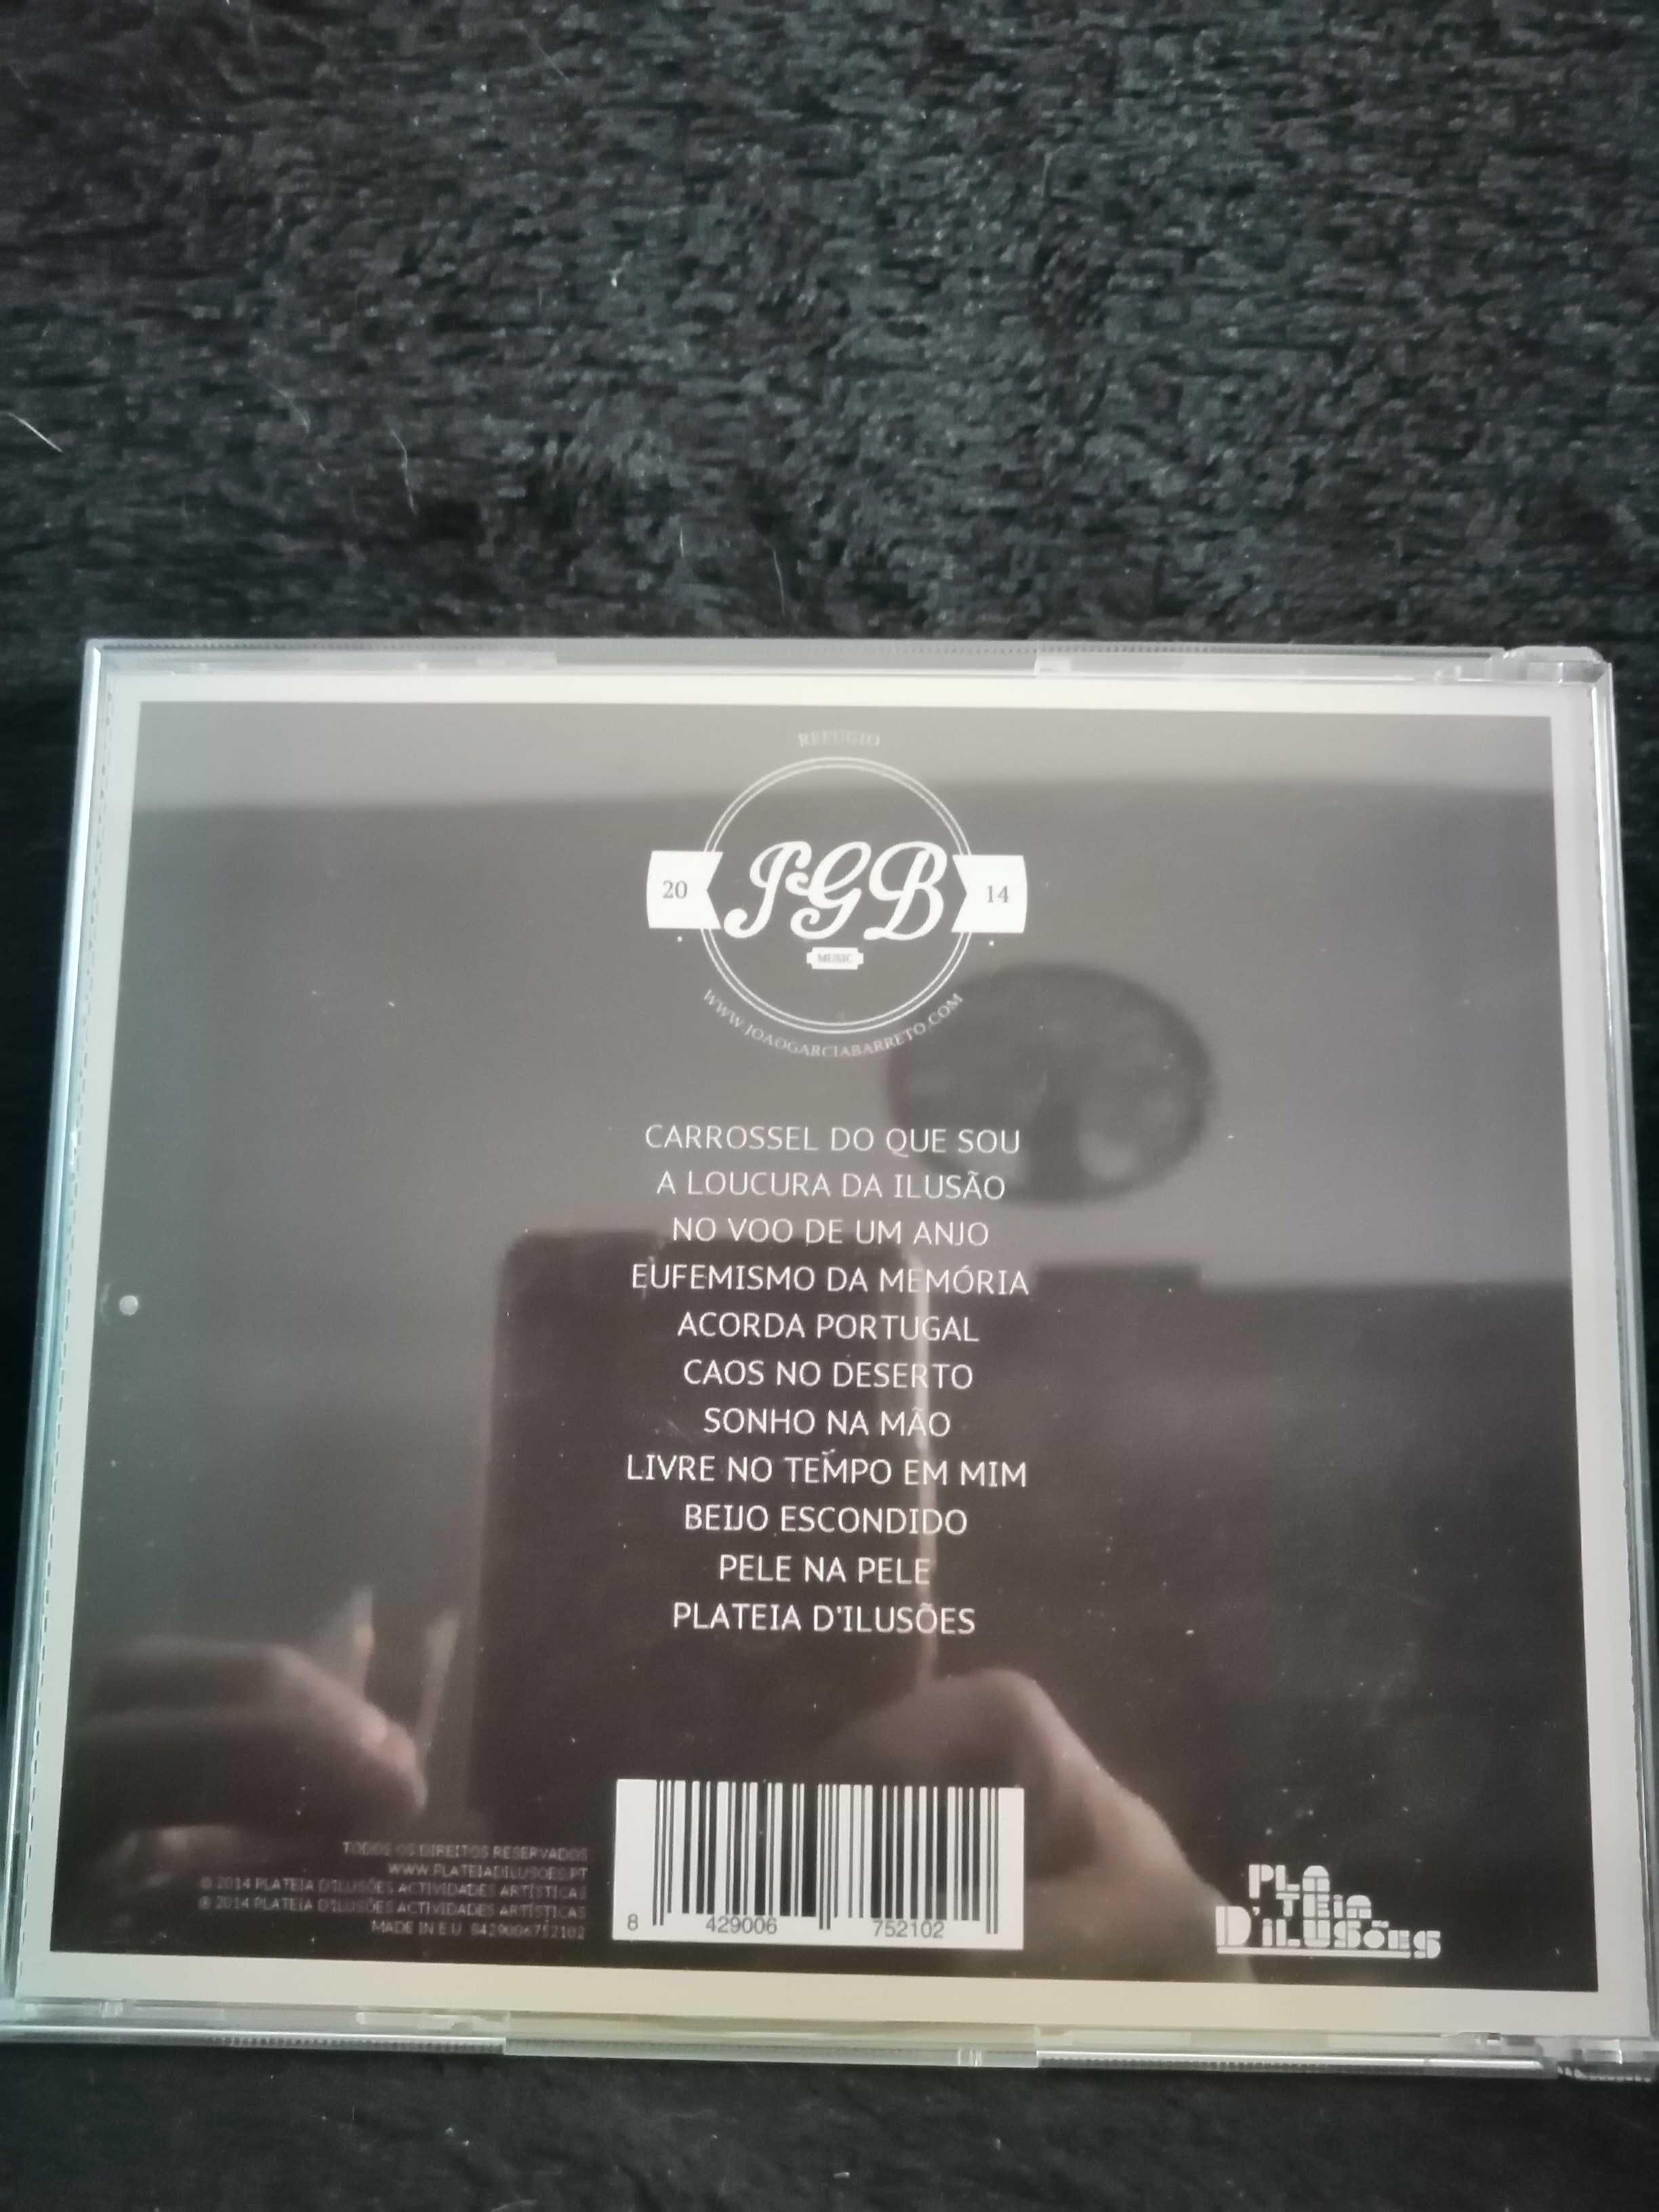 REFUGIO
20 JGB 14
MUSIC
WWW.JOAOGARCIABARRETO.COM
CARROSSEL DO QUE SOU
A LOUCURA DA ILUSÃO
NO VOO DE UM ANJO
EUFEMISMO DA MEMÓRIA
ACORDA PORTUGAL
CAOS NO DESERTO
SONHO NA MÃO
LIVRE NO TEMPO EM MIM
BEIJO ESCONDIDO
PELE NA PELE
PLATEIA D'ILUSÕES
TODOS OS DIREITOS RESERVADOS
WWW.PLATEIADILUSOES.PT
© 2014 PLATEIA D'ILUSÕES ACTIVIDADES ARTÍSTICAS
℗ 2014 PLATEIA D'ILUSÕES ACTIVIDADES ARTÍSTICAS
MADE IN E.U. 8429006752102
8 429006 752102
PLA
TEIA
D'ILUSÕES